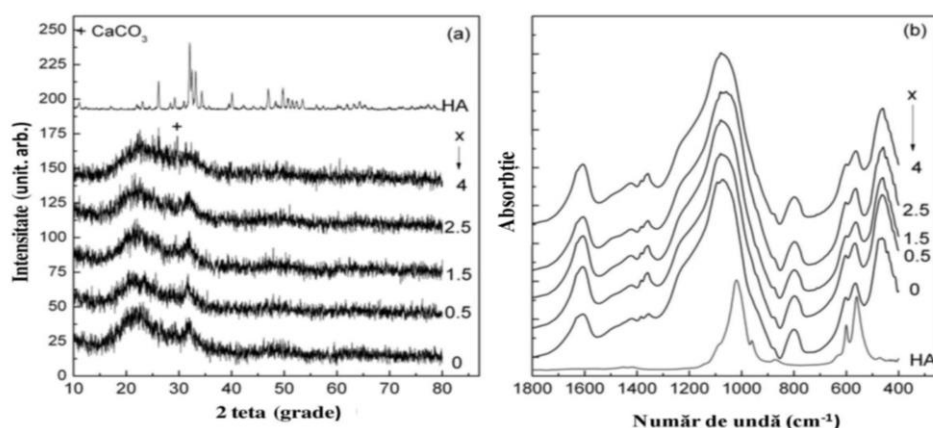 + CaCO₃
(a)
HA
+
x
4
2.5
1.5
0.5
0
Intensitate (unit. arb.)
250
225
200
175
150
125
100
75
50
25
0
10 20 30 40 50 60 70 80
2 teta (grade)
(b)
x
4
2.5
1.5
0.5
0
HA
Absorbție
1800 1600 1400 1200 1000 800 600 400
Număr de undă (cm⁻¹)